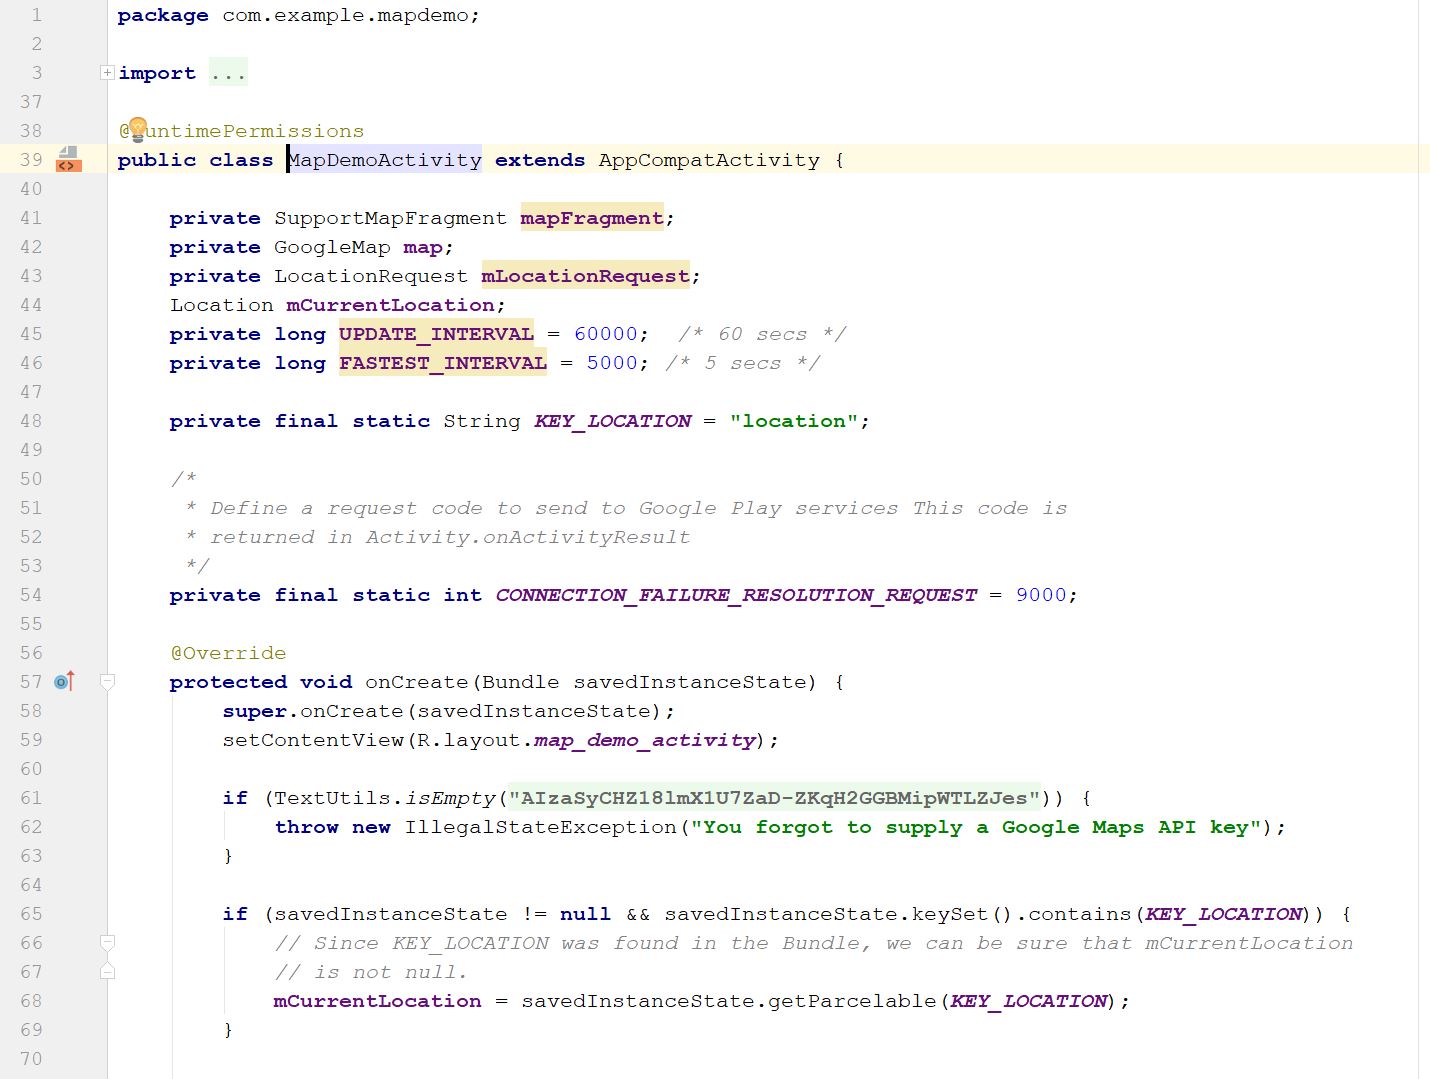 1 package com.example.mapdemo;
2
3 import ...
37
38 @RuntimePermissions
39 public class MapDemoActivity extends AppCompatActivity {
40
41 private SupportMapFragment mapFragment;
42 private GoogleMap map;
43 private LocationRequest mLocationRequest;
44 Location mCurrentLocation;
45 private long UPDATE_INTERVAL = 60000;  /* 60 secs */
46 private long FASTEST_INTERVAL = 5000; /* 5 secs */
47
48 private final static String KEY_LOCATION = "location";
49
50 /*
51 * Define a request code to send to Google Play services This code is
52 * returned in Activity.onActivityResult
53 */
54 private final static int CONNECTION_FAILURE_RESOLUTION_REQUEST = 9000;
55
56 @Override
57 protected void onCreate(Bundle savedInstanceState) {
58 super.onCreate(savedInstanceState);
59 setContentView(R.layout.map_demo_activity);
60
61 if (TextUtils.isEmpty("AIzaSyCHZ18lmX1U7ZaD-ZKqH2GGBMipWTLZJes")) {
62 throw new IllegalStateException("You forgot to supply a Google Maps API key");
63 }
64
65 if (savedInstanceState != null && savedInstanceState.keySet().contains(KEY_LOCATION)) {
66 // Since KEY_LOCATION was found in the Bundle, we can be sure that mCurrentLocation
67 // is not null.
68 mCurrentLocation = savedInstanceState.getParcelable(KEY_LOCATION);
69 }
70